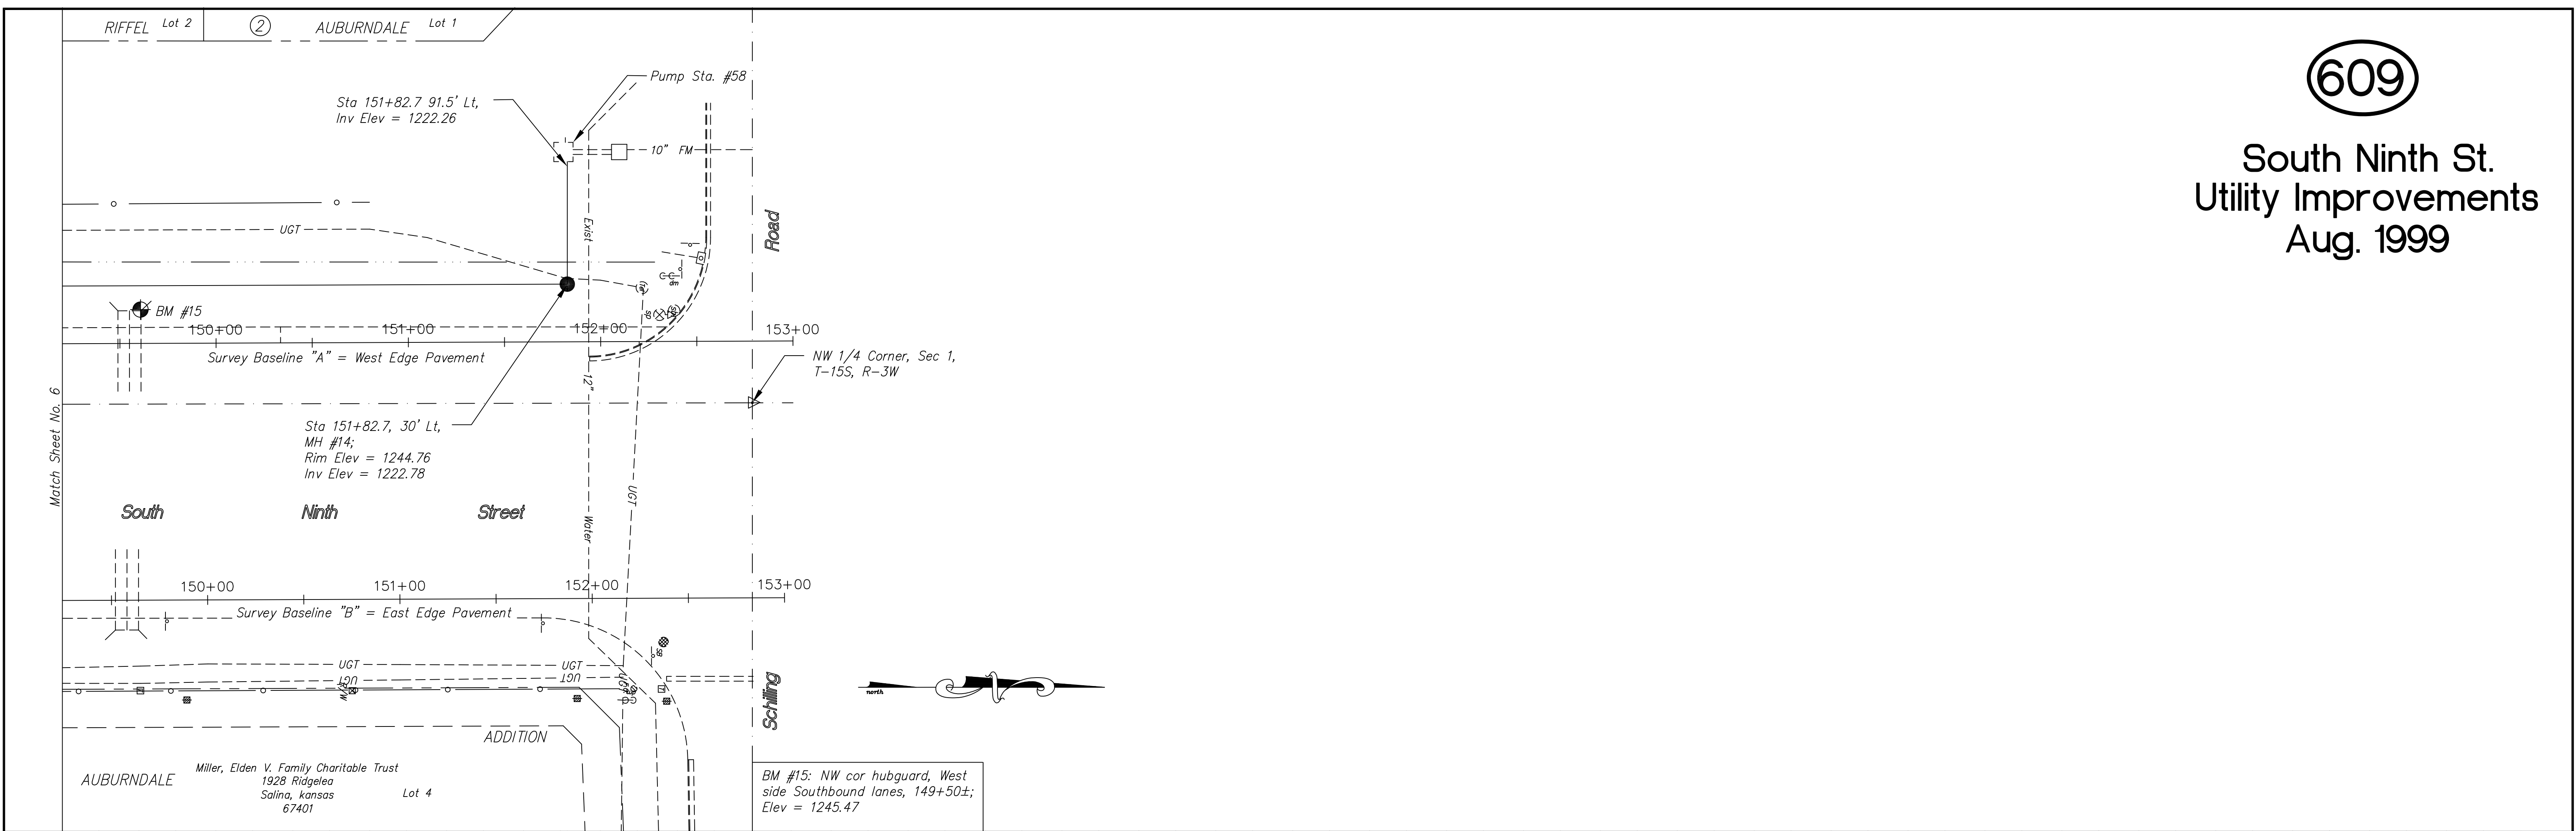 RIFFEL Lot 2
2
AUBURNDALE Lot 1
609
South Ninth St.
Utility Improvements
Aug. 1999
Pump Sta. #58
Sta 151+82.7 91.5' Lt,
Inv Elev = 1222.26
10" FM
Exist
Road
UGT
BM #15
150+00
151+00
152+00
153+00
Survey Baseline "A" = West Edge Pavement
12"
NW 1/4 Corner, Sec 1,
T-15S, R-3W
Match Sheet No. 6
Sta 151+82.7, 30' Lt,
MH #14;
Rim Elev = 1244.76
Inv Elev = 1222.78
UGT
South Ninth Street
Water
150+00
151+00
152+00
153+00
Survey Baseline "B" = East Edge Pavement
UGT
UGT
UGT
UGT
R/W
north
Schilling
ADDITION
AUBURNDALE
Miller, Elden V. Family Charitable Trust
1928 Ridgelea
Salina, kansas
67401
Lot 4
BM #15: NW cor hubguard, West
side Southbound lanes, 149+50±;
Elev = 1245.47